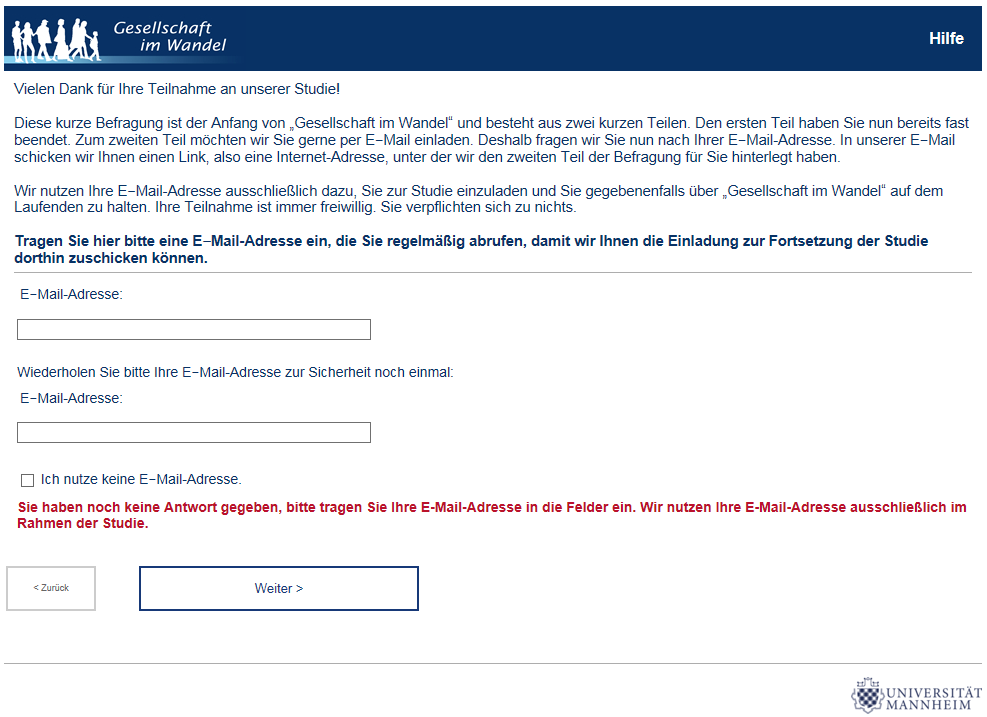 Gesellschaft
im Wandel
Hilfe
Vielen Dank für Ihre Teilnahme an unserer Studie!
Diese kurze Befragung ist der Anfang von „Gesellschaft im Wandel“ und besteht aus zwei kurzen Teilen. Den ersten Teil haben Sie nun bereits fast
beendet. Zum zweiten Teil möchten wir Sie gerne per E−Mail einladen. Deshalb fragen wir Sie nun nach Ihrer E−Mail-Adresse. In unserer E−Mail
schicken wir Ihnen einen Link, also eine Internet-Adresse, unter der wir den zweiten Teil der Befragung für Sie hinterlegt haben.
Wir nutzen Ihre E−Mail-Adresse ausschließlich dazu, Sie zur Studie einzuladen und Sie gegebenenfalls über „Gesellschaft im Wandel“ auf dem
Laufenden zu halten. Ihre Teilnahme ist immer freiwillig. Sie verpflichten sich zu nichts.
Tragen Sie hier bitte eine E−Mail-Adresse ein, die Sie regelmäßig abrufen, damit wir Ihnen die Einladung zur Fortsetzung der Studie
dorthin zuschicken können.
E−Mail-Adresse:
Wiederholen Sie bitte Ihre E−Mail-Adresse zur Sicherheit noch einmal:
E−Mail-Adresse:
Ich nutze keine E−Mail-Adresse.
Sie haben noch keine Antwort gegeben, bitte tragen Sie Ihre E-Mail-Adresse in die Felder ein. Wir nutzen Ihre E-Mail-Adresse ausschließlich im
Rahmen der Studie.
< Zurück
Weiter >
UNIVERSITÄT
MANNHEIM